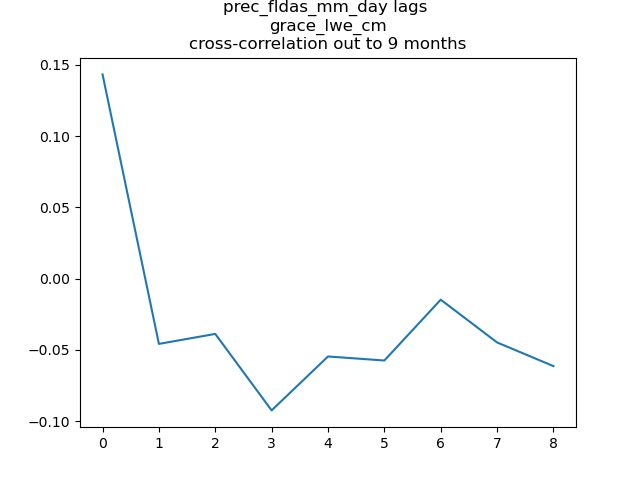 prec_fldas_mm_day lags
grace_lwe_cm
cross-correlation out to 9 months
0.15
0.10
0.05
0.00
−0.05
−0.10
0 1 2 3 4 5 6 7 8